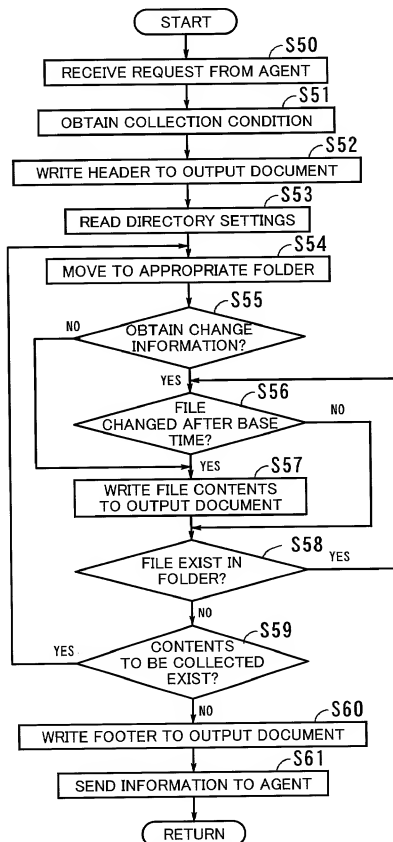 START
S50
RECEIVE REQUEST FROM AGENT
S51
OBTAIN COLLECTION CONDITION
S52
WRITE HEADER TO OUTPUT DOCUMENT
S53
READ DIRECTORY SETTINGS
S54
MOVE TO APPROPRIATE FOLDER
S55
NO
OBTAIN CHANGE
INFORMATION?
YES
S56
FILE
CHANGED AFTER BASE
TIME?
NO
YES
S57
WRITE FILE CONTENTS
TO OUTPUT DOCUMENT
S58
FILE EXIST IN
FOLDER?
YES
NO
S59
YES
CONTENTS
TO BE COLLECTED
EXIST?
NO
S60
WRITE FOOTER TO OUTPUT DOCUMENT
S61
SEND INFORMATION TO AGENT
RETURN